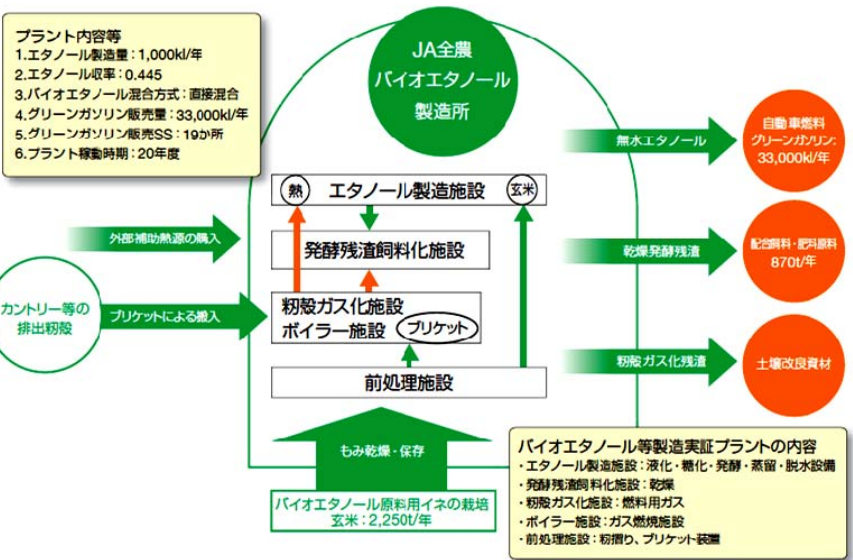 プラント内容等
1.エタノール製造量：1,000kl/年
2.エタノール収率：0.445
3.バイオエタノール混合方式：直接混合
4.グリーンガソリン販売量：33,000kl/年
5.グリーンガソリン販売SS：19か所
6.プラント稼動時期：20年度
JA全農
バイオエタノール
製造所
無水エタノール
自動車燃料
グリーンガソリン:
33,000kl/年
熱
エタノール製造施設
玄米
外部補助熱源の購入
発酵残渣飼料化施設
乾燥発酵残渣
配合飼料・肥料原料
870t/年
カントリー等の
排出籾殻
ブリケットによる搬入
籾殻ガス化施設
ボイラー施設
ブリケット
籾殻ガス化残渣
土壌改良資材
前処理施設
もみ乾燥・保存
バイオエタノール原料用イネの栽培
玄米：2,250t/年
バイオエタノール等製造実証プラントの内容
・エタノール製造施設：液化・糖化・発酵・蒸留・脱水設備
・発酵残渣飼料化施設：乾燥
・籾殻ガス化施設：燃料用ガス
・ボイラー施設：ガス燃焼施設
・前処理施設：籾摺り、ブリケット装置